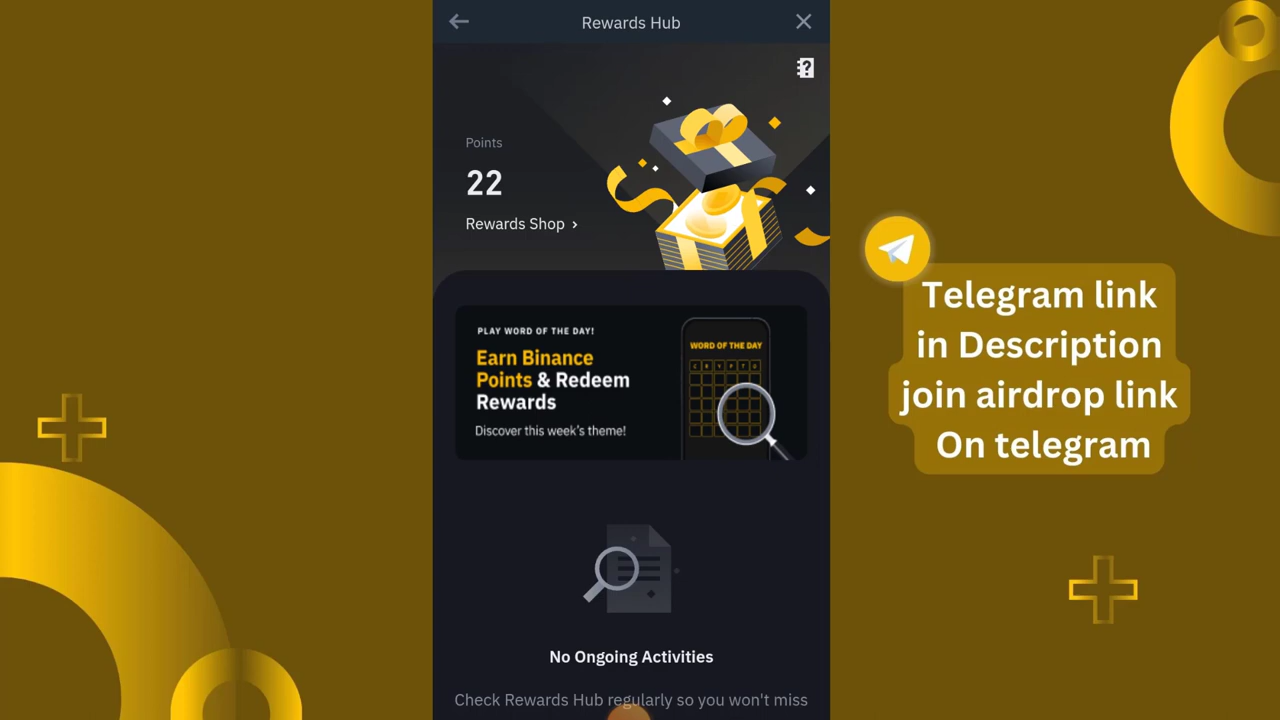 Rewards Hub
Points
22
Rewards Shop ›
PLAY WORD OF THE DAY!
Earn Binance
Points & Redeem
Rewards
Discover this week's theme!
WORD OF THE DAY
C R Y P T O
No Ongoing Activities
Check Rewards Hub regularly so you won't miss
Telegram link
in Description
join airdrop link
On telegram